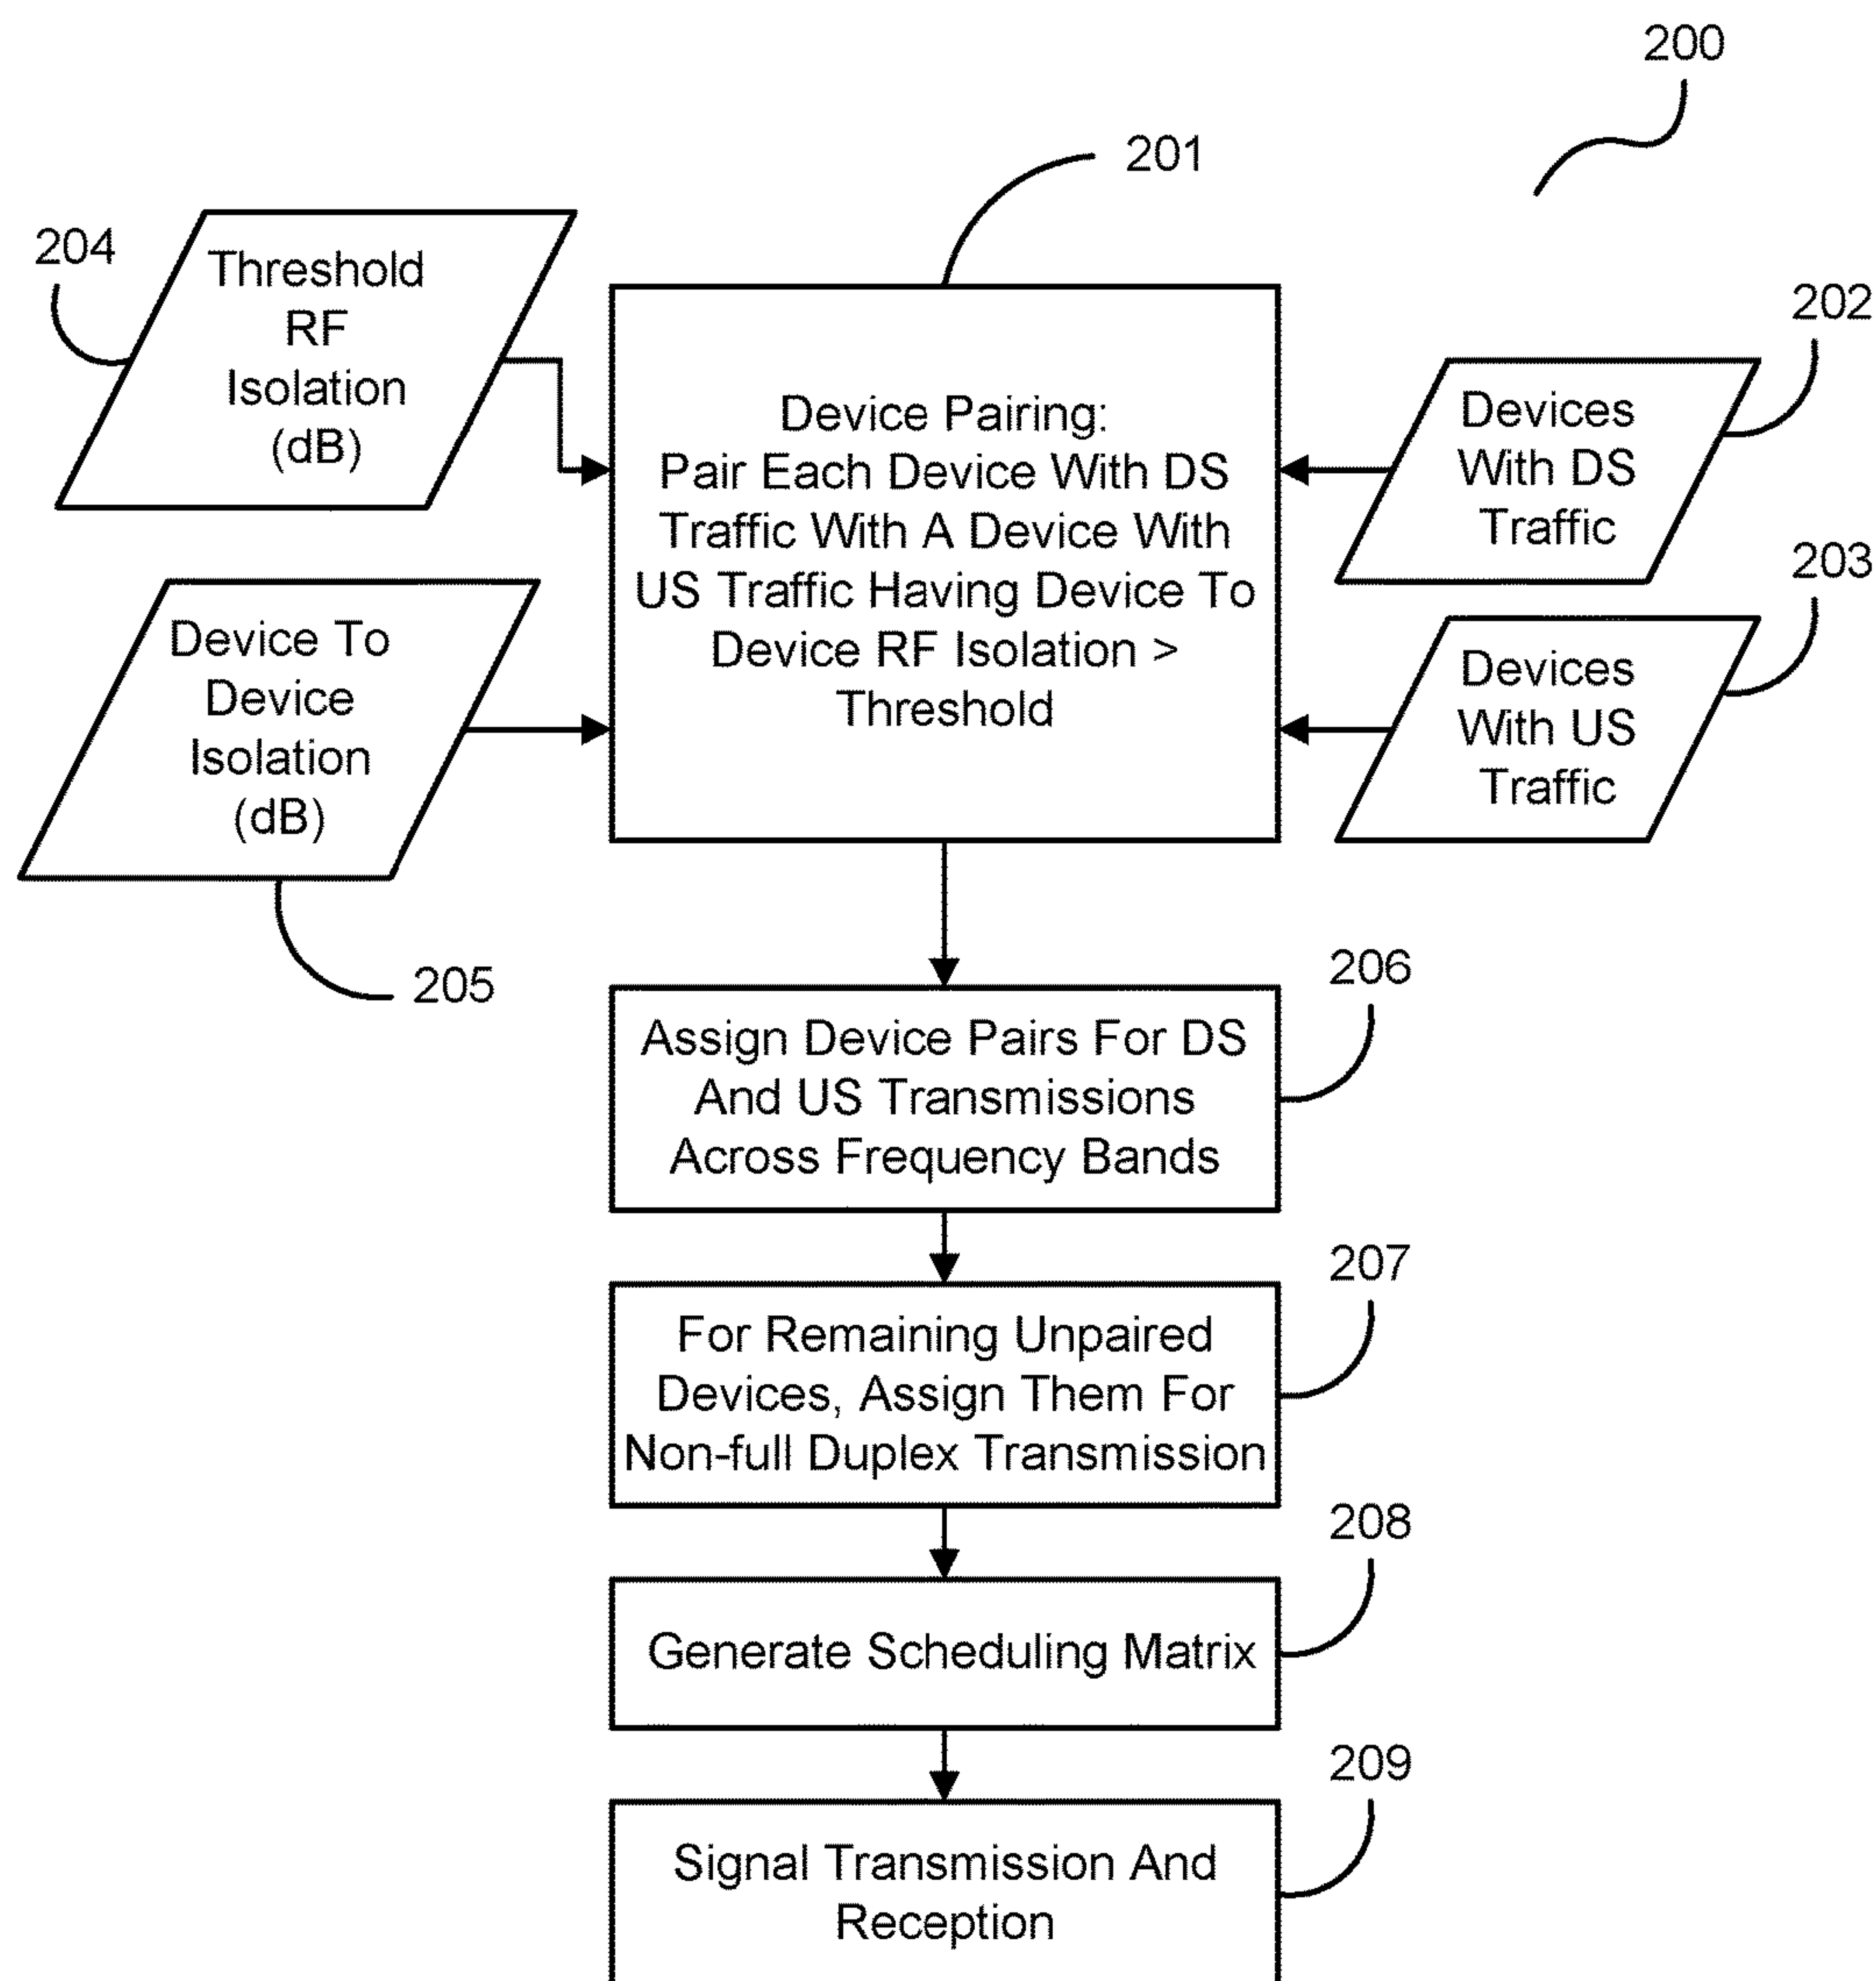 200
201
204
Threshold
RF
Isolation
(dB)
202
Devices
With DS
Traffic
Device Pairing:
Pair Each Device With DS
Traffic With A Device With
US Traffic Having Device To
Device RF Isolation >
Threshold
203
Devices
With US
Traffic
Device To
Device
Isolation
(dB)
205
206
Assign Device Pairs For DS
And US Transmissions
Across Frequency Bands
207
For Remaining Unpaired
Devices, Assign Them For
Non-full Duplex Transmission
208
Generate Scheduling Matrix
209
Signal Transmission And
Reception